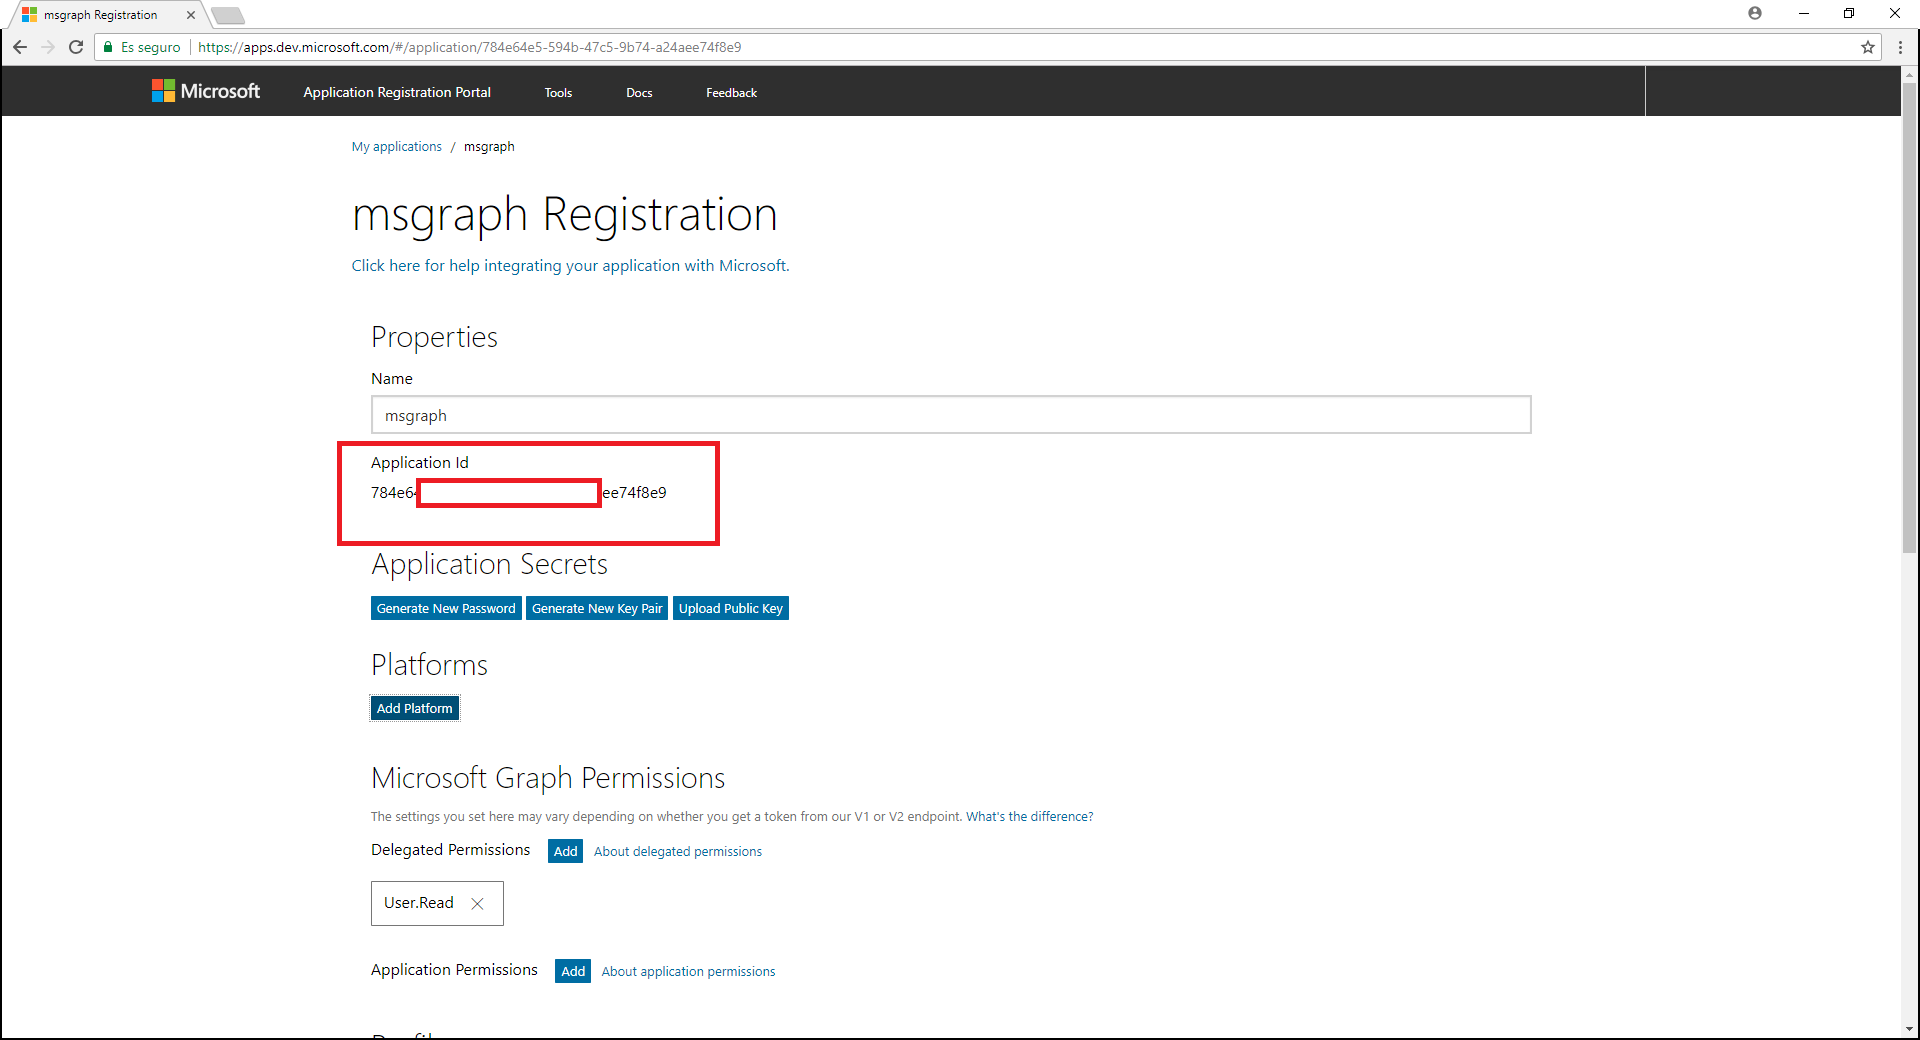 msgraph Registration
Es seguro https://apps.dev.microsoft.com/#/application/784e64e5-594b-47c5-9b74-a24aee74f8e9
Microsoft Application Registration Portal Tools Docs Feedback
My applications / msgraph
msgraph Registration
Click here for help integrating your application with Microsoft.
Properties
Name
msgraph
Application Id
784e64 ee74f8e9
Application Secrets
Generate New Password Generate New Key Pair Upload Public Key
Platforms
Add Platform
Microsoft Graph Permissions
The settings you set here may vary depending on whether you get a token from our V1 or V2 endpoint. What's the difference?
Delegated Permissions Add About delegated permissions
User.Read
Application Permissions Add About application permissions